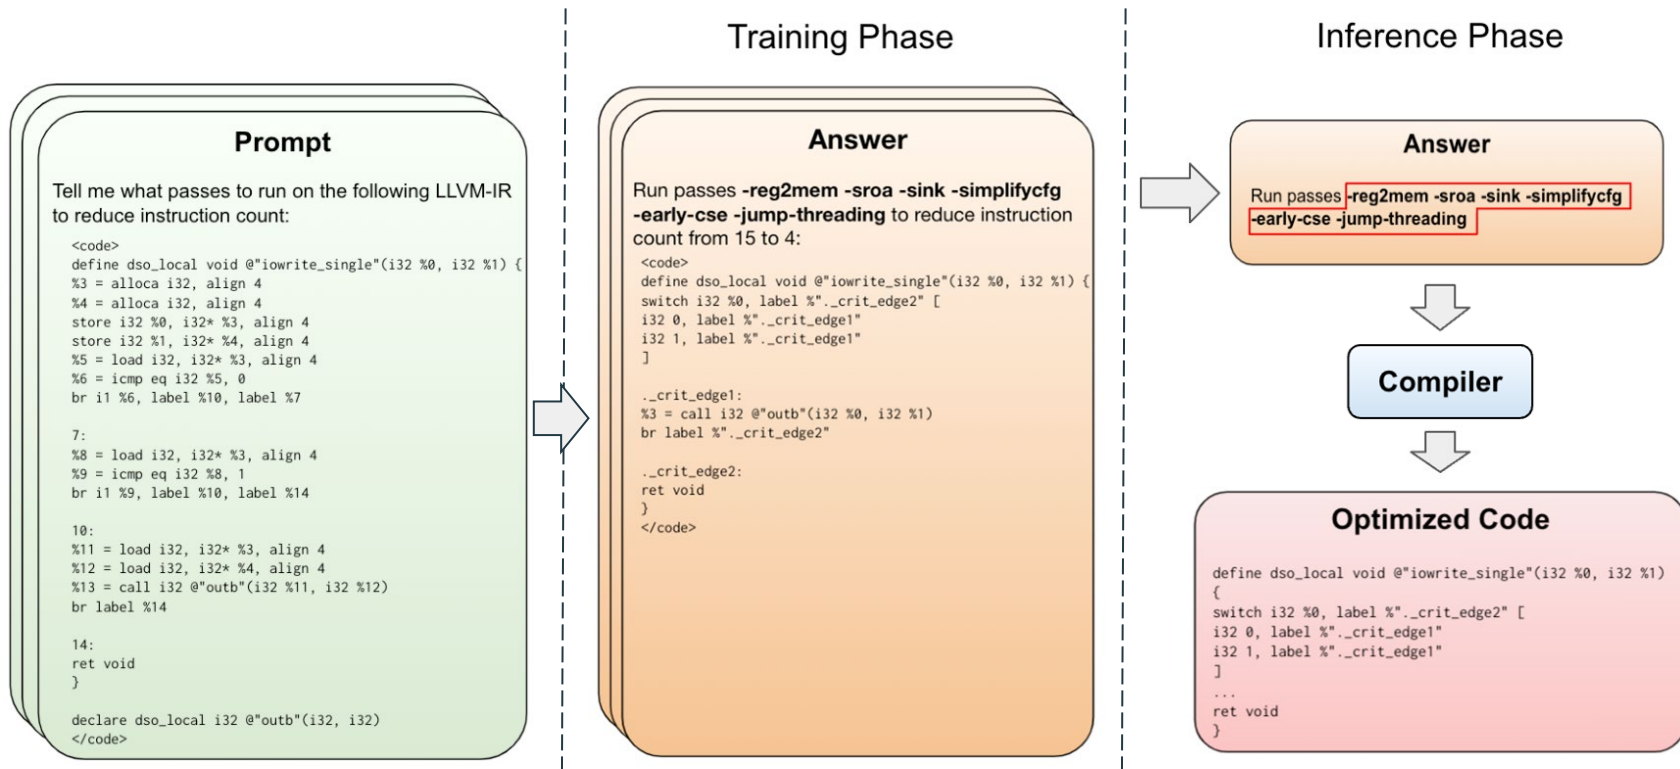 Prompt
Tell me what passes to run on the following LLVM-IR
to reduce instruction count:
<code>
define dso_local void @"iowrite_single"(i32 %0, i32 %1) {
%3 = alloca i32, align 4
%4 = alloca i32, align 4
store i32 %0, i32* %3, align 4
store i32 %1, i32* %4, align 4
%5 = load i32, i32* %3, align 4
%6 = icmp eq i32 %5, 0
br i1 %6, label %10, label %7
7:
%8 = load i32, i32* %3, align 4
%9 = icmp eq i32 %8, 1
br i1 %9, label %10, label %14
10:
%11 = load i32, i32* %3, align 4
%12 = load i32, i32* %4, align 4
%13 = call i32 @"outb"(i32 %11, i32 %12)
br label %14
14:
ret void
}
declare dso_local i32 @"outb"(i32, i32)
</code>
Training Phase
Answer
Run passes -reg2mem -sroa -sink -simplifycfg
-early-cse -jump-threading to reduce instruction
count from 15 to 4:
<code>
define dso_local void @"iowrite_single"(i32 %0, i32 %1) {
switch i32 %0, label %"._crit_edge2" [
i32 0, label %"._crit_edge1"
i32 1, label %"._crit_edge1"
]
._crit_edge1:
%3 = call i32 @"outb"(i32 %0, i32 %1)
br label %"._crit_edge2"
._crit_edge2:
ret void
}
</code>
Inference Phase
Answer
Run passes -reg2mem -sroa -sink -simplifycfg
-early-cse -jump-threading
Compiler
Optimized Code
define dso_local void @"iowrite_single"(i32 %0, i32 %1)
{
switch i32 %0, label %"._crit_edge2" [
i32 0, label %"._crit_edge1"
i32 1, label %"._crit_edge1"
]
...
ret void
}